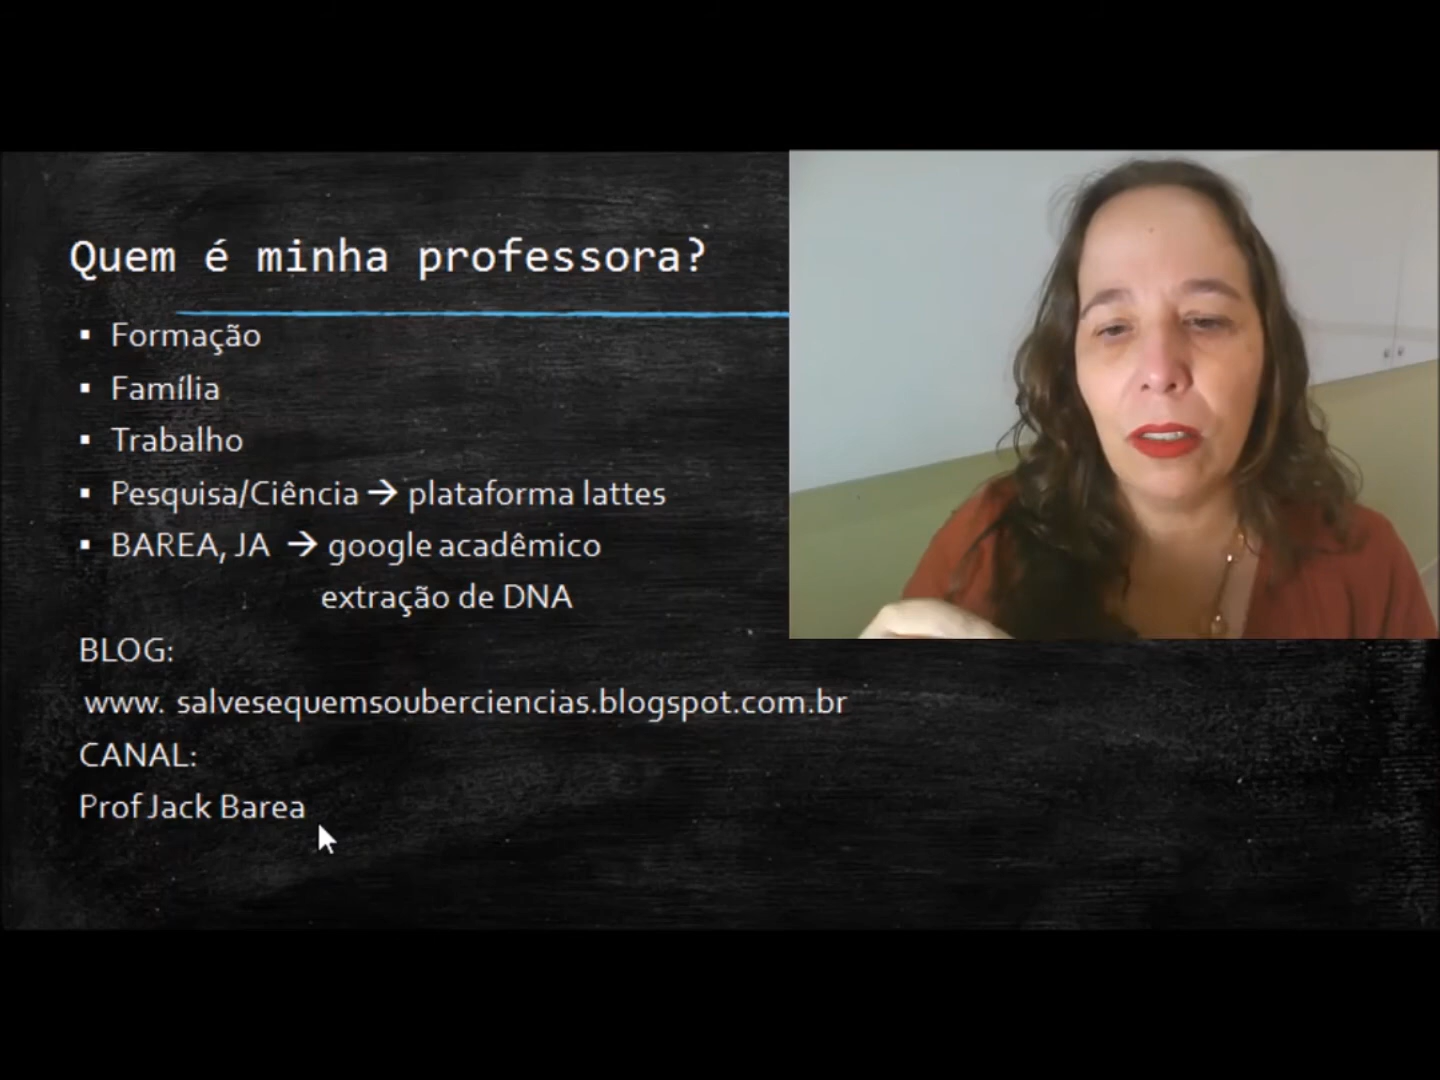 Quem é minha professora?
▪ Formação
▪ Família
▪ Trabalho
▪ Pesquisa/Ciência → plataforma lattes
▪ BAREA, JA → google acadêmico
extração de DNA
BLOG:
www. salvesequemsouberciencias.blogspot.com.br
CANAL:
Prof Jack Barea